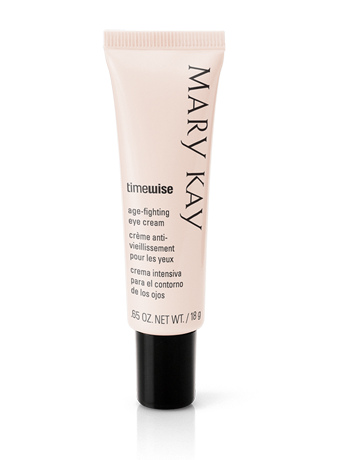 MARY KAY
timewise
age-fighting
eye cream
crème anti-
vieillissement
pour les yeux
crema intensiva
para el contorno
de los ojos
.65 OZ. NET WT. / 18 g